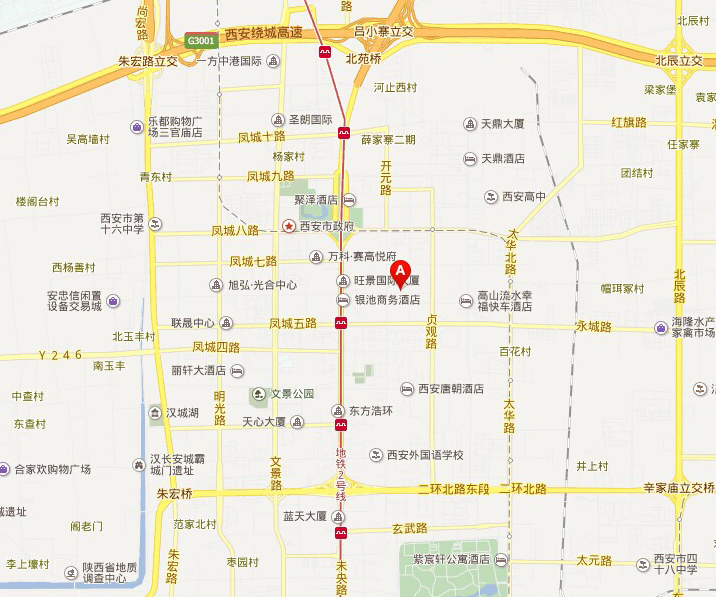 尚宏路
路
G3001
西安绕城高速
吕小寨立交
北辰村
朱宏路立交
一方中港国际
北苑桥
北辰立交
河止西村
梁家堡
袁家
乐都购物广
场三官庙店
圣朗国际
天鼎大厦
红旗路
吴高墙村
凤城十路
薛家寨二期
任家寨
杨家村
天鼎酒店
青东村
凤城九路
开元路
团结村
楼阁台村
聚泽酒店
西安高中
西安市第
十六中学
凤城八路
西安市政府
太华北路
万科·赛高悦府
西杨善村
凤城七路
A
旺景国际大厦
北辰路
旭弘·光合中心
安忠信闲置
设备交易城
银池商务酒店
高山流水幸
福快车酒店
帽珥冢村
联晟中心
凤城五路
贞观路
永城路
海隆水产
家禽市场
北玉丰村
凤城四路
Y246
百花村
南玉丰
丽轩大酒店
中查村
明光路
文景公园
西安唐朝酒店
汉城湖
东方浩环
太华路
东查村
天心大厦
江
合家欢购物广场
汉长安城霸
城门遗址
文景路
地铁2号线
西安外国语学校
井上村
朱宏桥
二环北路东段
二环北路
辛家庙立交桥
城遗址
阁老门
范家北村
蓝天大厦
玄武路
李上壕村
陕西省地质
调查中心
朱宏路
枣园村
未央路
紫宸轩公寓酒店
太元路
西安市四
十八中学